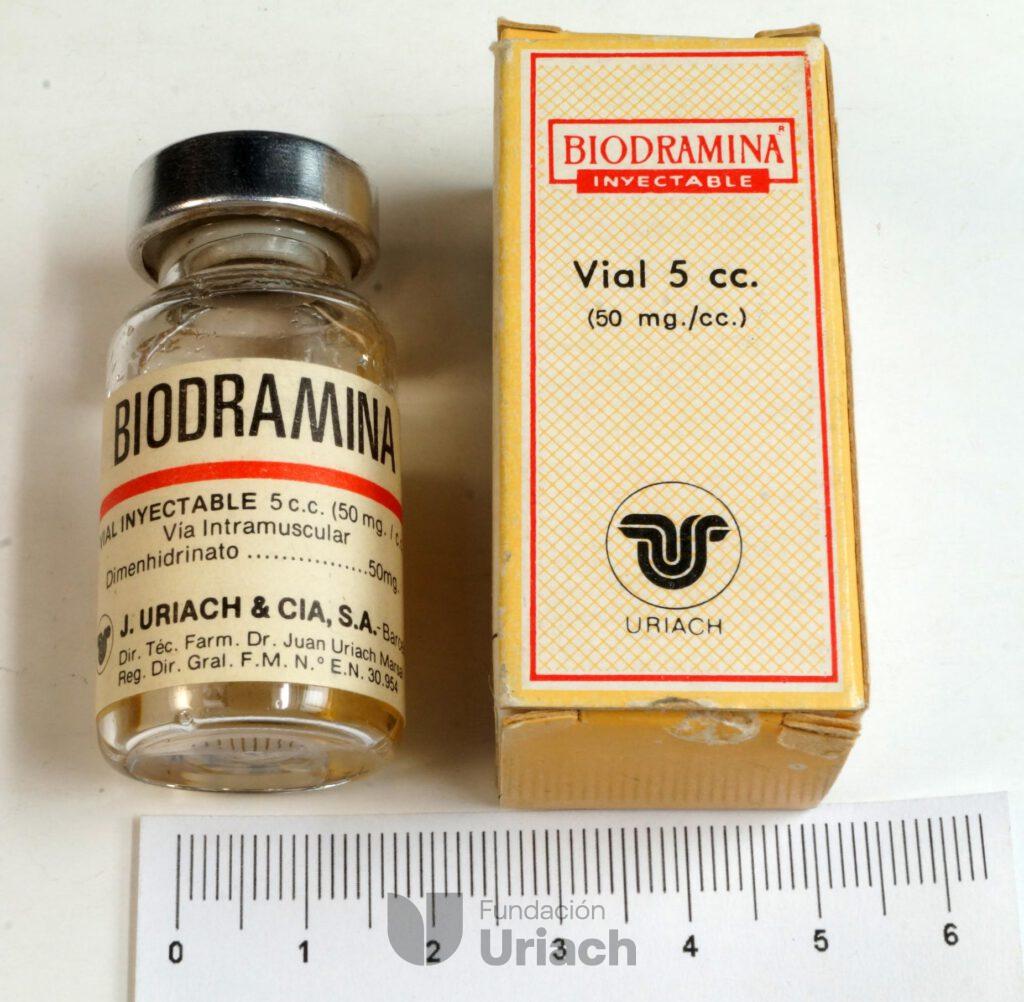 BIODRAMINA
VIAL INYECTABLE 5 c.c. (50 mg. / c.
Vía Intramuscular
Dimenhidrinato ................50mg.
J. URIACH & CIA, S.A.-
Dir. Téc. Farm. Dr. Juan Uriach
Reg. Dir. Gral. F.M. N.º E.N. 30.954
BIODRAMINA R
INYECTABLE
Vial 5 cc.
(50 mg./cc.)
URIACH
0 1 2 3 4 5 6
Fundación
Uriach